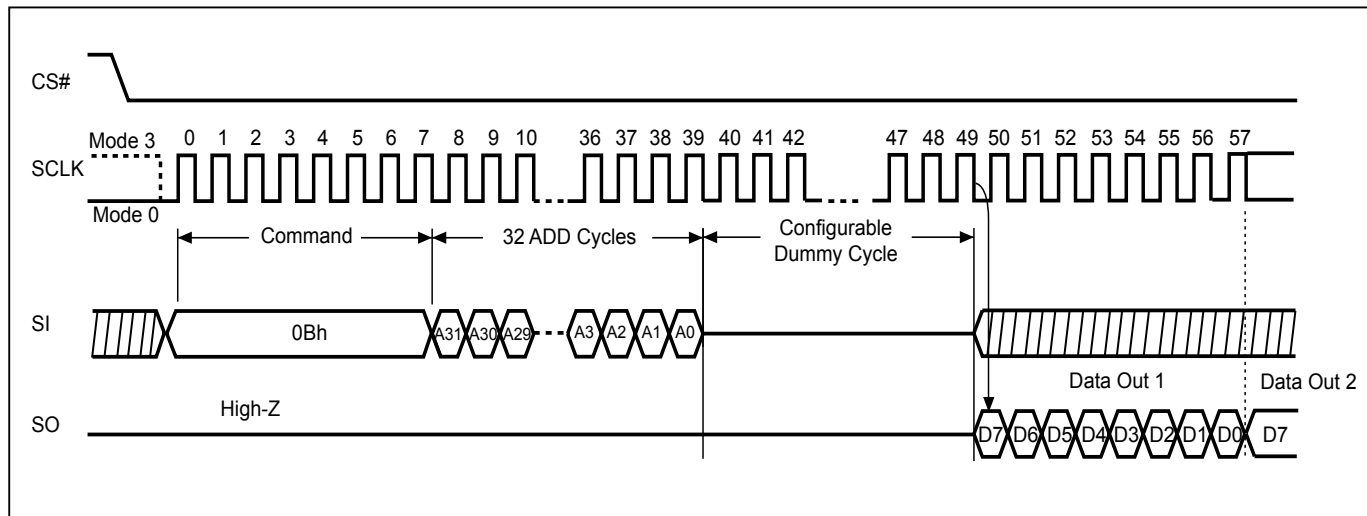 CS#
Mode 3
0 1 2 3 4 5 6 7 8 9 10 36 37 38 39 40 41 42 47 48 49 50 51 52 53 54 55 56 57
SCLK
Mode 0
Command
32 ADD Cycles
Configurable
Dummy Cycle
SI
0Bh
A31 A30 A29 A3 A2 A1 A0
Data Out 1
Data Out 2
High-Z
SO
D7 D6 D5 D4 D3 D2 D1 D0 D7